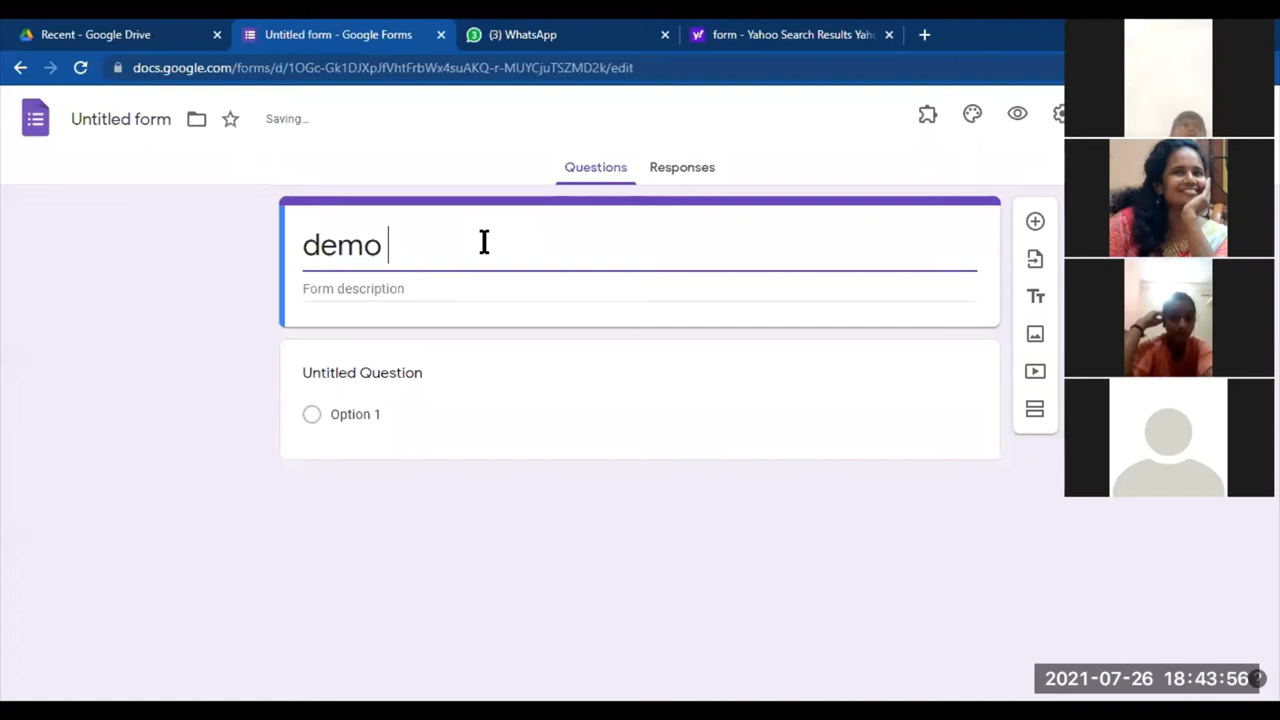 Recent - Google Drive
Untitled form - Google Forms
(3) WhatsApp
form - Yahoo Search Results Yaho
docs.google.com/forms/d/1OGc-Gk1DJXpJfVhtFrbWx4suAKQ-r-MUYCjuTSZMD2k/edit
Untitled form
Saving...
Questions
Responses
demo
Form description
Untitled Question
Option 1
2021-07-26 18:43:56